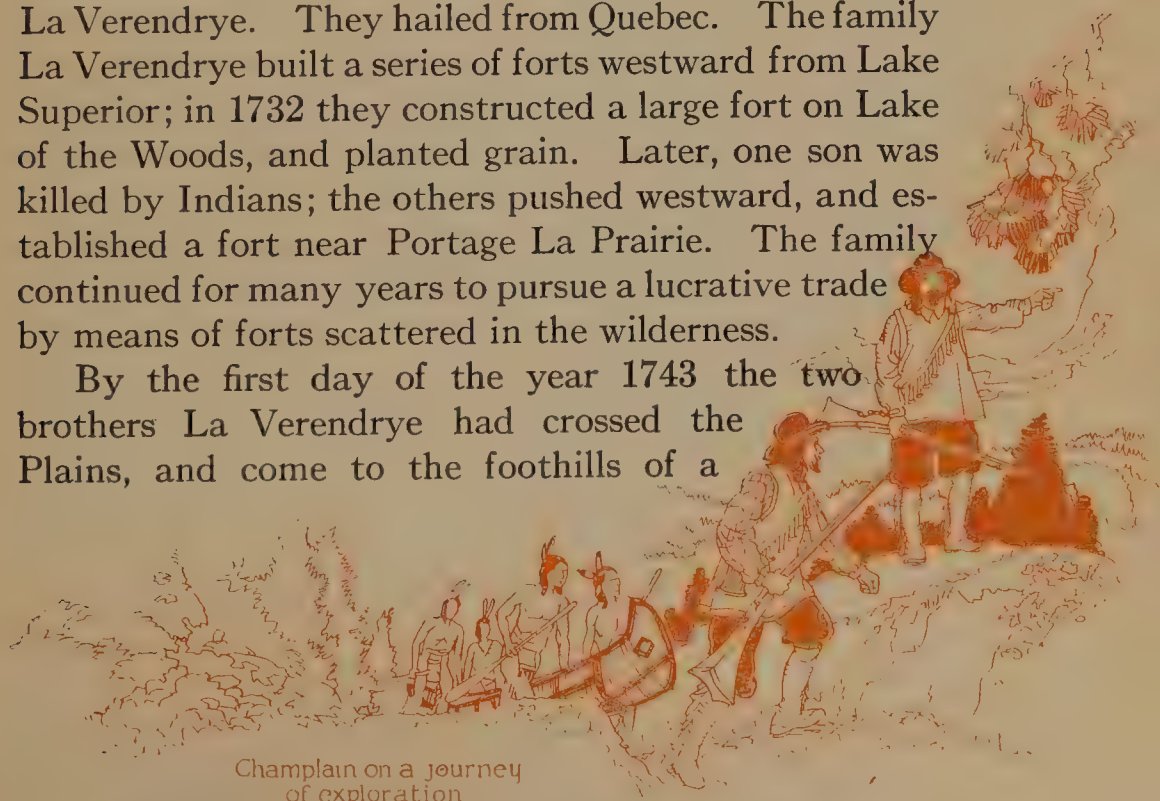 La Verendrye. They hailed from Quebec. The family
La Verendrye built a series of forts westward from Lake
Superior; in 1732 they constructed a large fort on Lake
of the Woods, and planted grain. Later, one son was
killed by Indians; the others pushed westward, and es-
tablished a fort near Portage La Prairie. The family
continued for many years to pursue a lucrative trade
by means of forts scattered in the wilderness.
By the first day of the year 1743 the two
brothers La Verendrye had crossed the
Plains, and come to the foothills of a
Champlain on a journey
of exploration